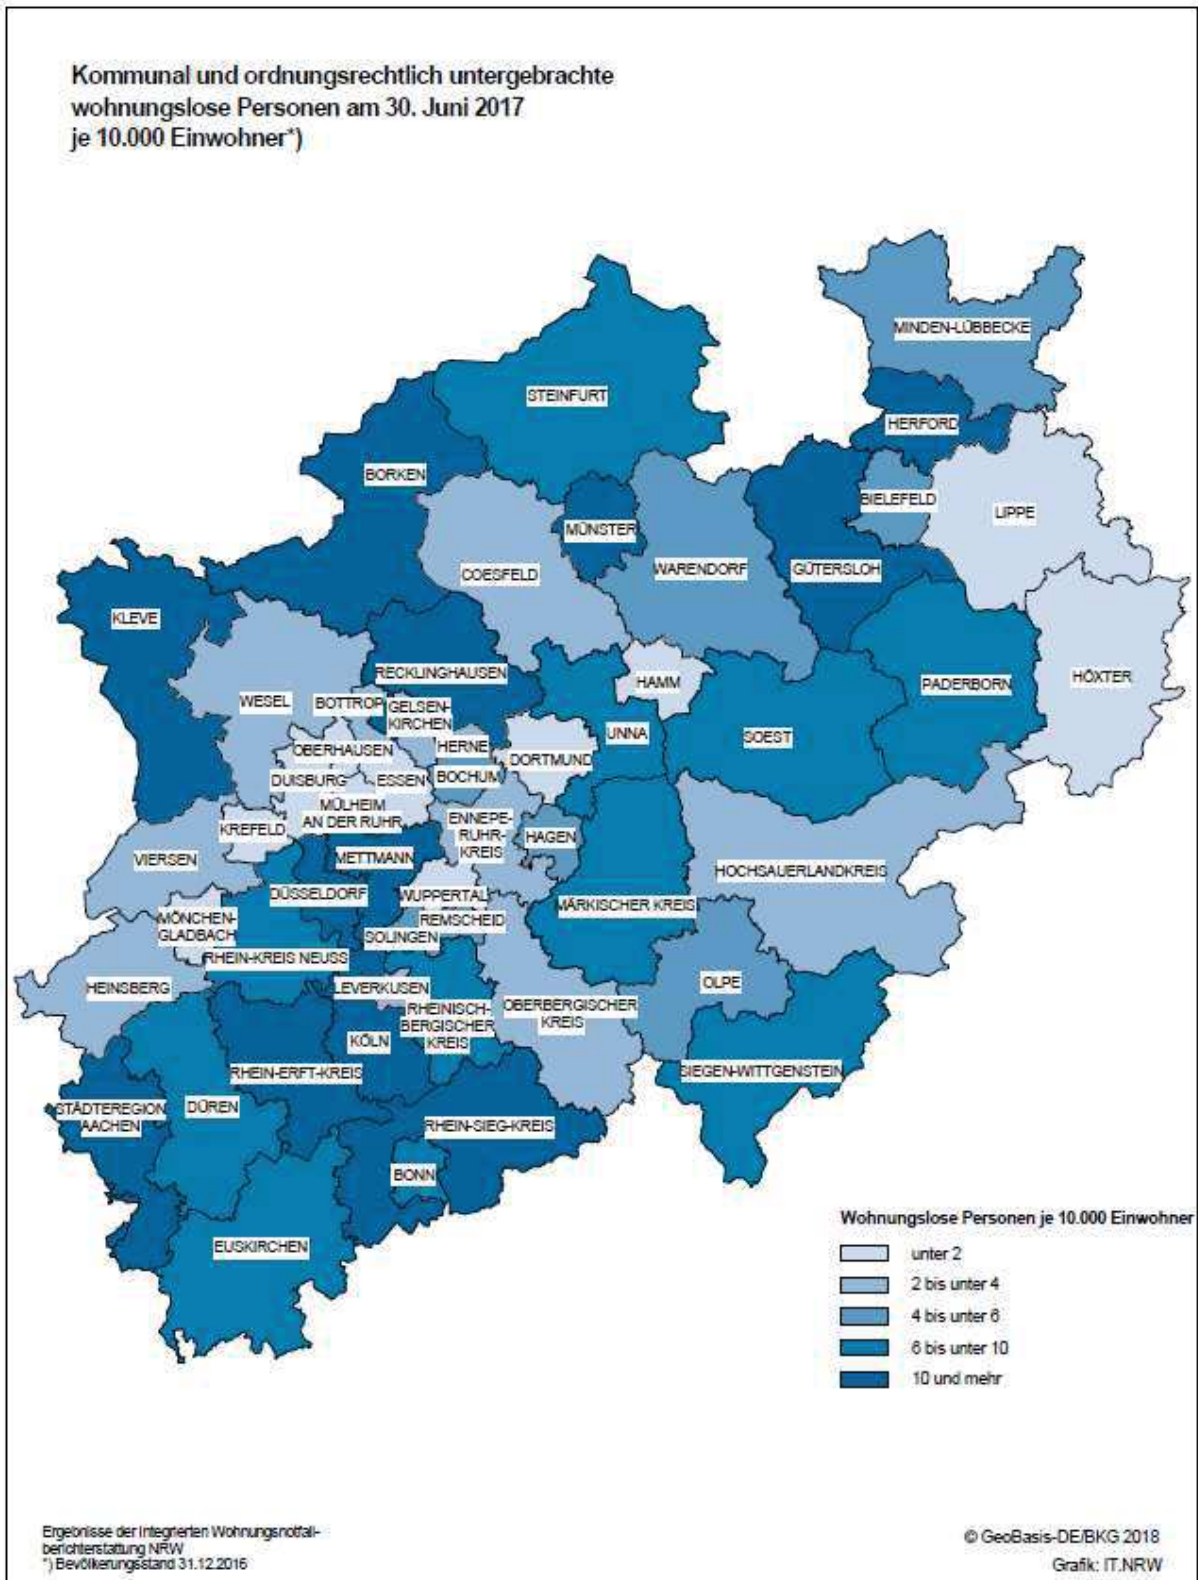 Kommunal und ordnungsrechtlich untergebrachte
wohnungslose Personen am 30. Juni 2017
je 10.000 Einwohner*)
MINDEN-LÜBBECKE
STEINFURT
HERFORD
BORKEN
BIELEFELD
LIPPE
MÜNSTER
COESFELD
WARENDORF
GÜTERSLOH
KLEVE
RECKLINGHAUSEN
HAMM
HÖXTER
PADERBORN
WESEL
BOTTROP
GELSEN-
KIRCHEN
UNNA
SOEST
OBERHAUSEN
HERNE
DORTMUND
DUISBURG
ESSEN
BOCHUM
MÜLHEIM
AN DER RUHR
KREFELD
ENNEPE-
RUHR-
KREIS
HAGEN
VIERSEN
METTMANN
HOCHSAUERLANDKREIS
DÜSSELDORF
WUPPERTAL
MÄRKISCHER KREIS
MÖNCHEN-
GLADBACH
REMSCHEID
SOLINGEN
RHEIN-KREIS NEUSS
HEINSBERG
LEVERKUSEN
OLPE
RHEINISCH-
BERGISCHER
KREIS
OBERBERGISCHER
KREIS
KÖLN
RHEIN-ERFT-KREIS
SIEGEN-WITTGENSTEIN
STÄDTEREGION
AACHEN
DÜREN
RHEIN-SIEG-KREIS
BONN
EUSKIRCHEN
Wohnungslose Personen je 10.000 Einwohner
unter 2
2 bis unter 4
4 bis unter 6
6 bis unter 10
10 und mehr
Ergebnisse der Integrierten Wohnungsnotfall-
berichterstattung NRW
*) Bevölkerungsstand 31.12.2016
© GeoBasis-DE/BKG 2018
Grafik: IT.NRW